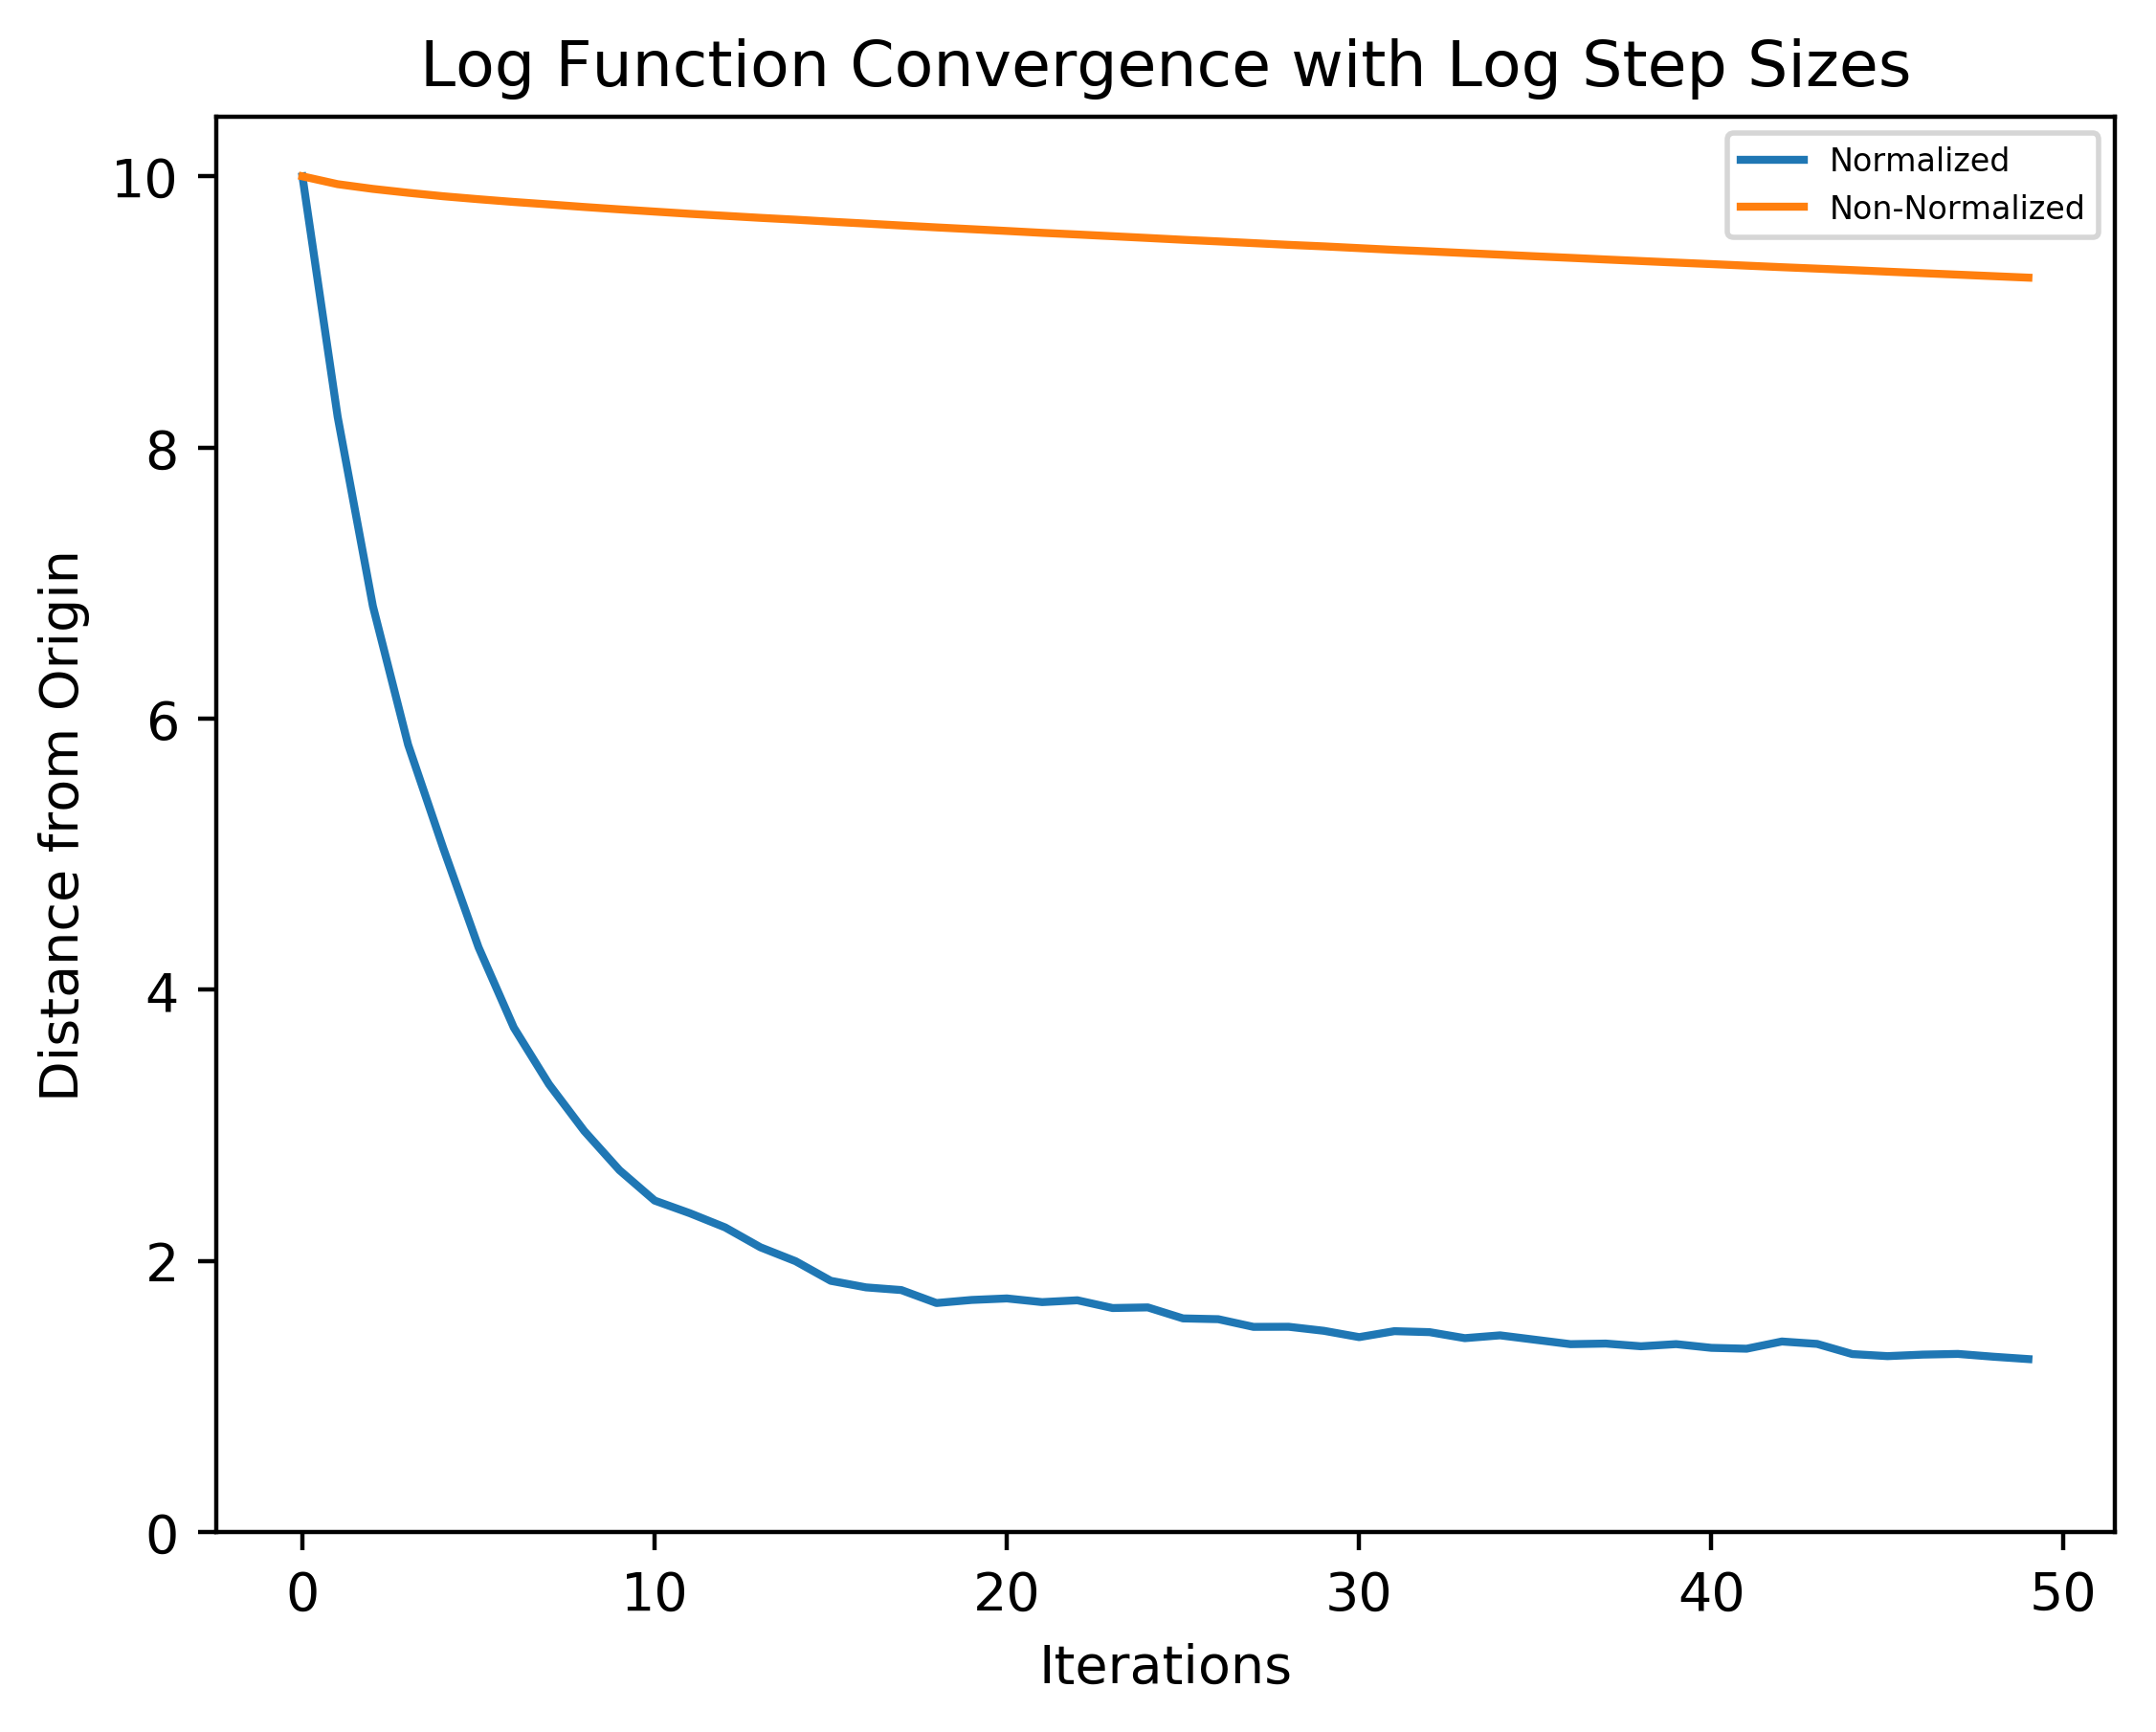 Log Function Convergence with Log Step Sizes
Normalized
Non-Normalized
10
8
6
4
2
0
Distance from Origin
0 10 20 30 40 50
Iterations